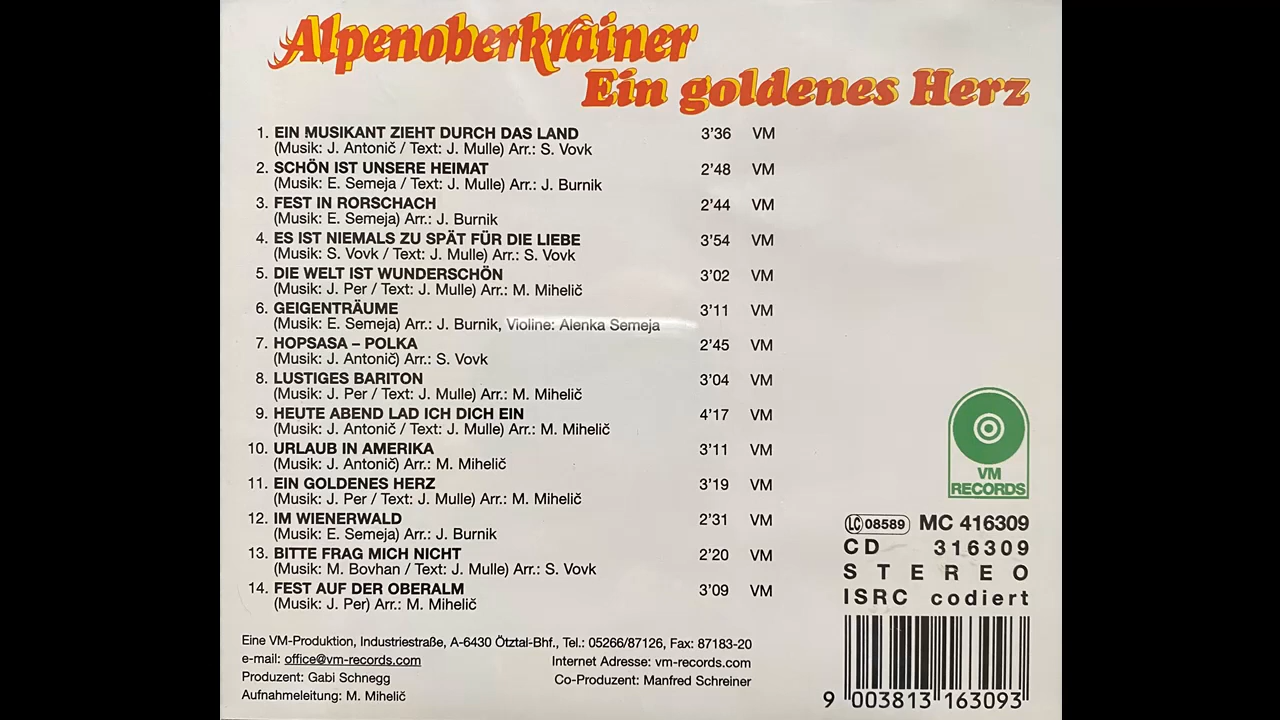 Alpenoberkrainer
Ein goldenes Herz
1. EIN MUSIKANT ZIEHT DURCH DAS LAND 3'36 VM
(Musik: J. Antonič / Text: J. Mulle) Arr.: S. Vovk
2. SCHÖN IST UNSERE HEIMAT 2'48 VM
(Musik: E. Semeja / Text: J. Mulle) Arr.: J. Burnik
3. FEST IN RORSCHACH 2'44 VM
(Musik: E. Semeja) Arr.: J. Burnik
4. ES IST NIEMALS ZU SPÄT FÜR DIE LIEBE 3'54 VM
(Musik: S. Vovk / Text: J. Mulle) Arr.: S. Vovk
5. DIE WELT IST WUNDERSCHÖN 3'02 VM
(Musik: J. Per / Text: J. Mulle) Arr.: M. Mihelič
6. GEIGENTRÄUME 3'11 VM
(Musik: E. Semeja) Arr.: J. Burnik, Violine: Alenka Semeja
7. HOPSASA – POLKA 2'45 VM
(Musik: J. Antonič) Arr.: S. Vovk
8. LUSTIGES BARITON 3'04 VM
(Musik: J. Per / Text: J. Mulle) Arr.: M. Mihelič
9. HEUTE ABEND LAD ICH DICH EIN 4'17 VM
(Musik: J. Antonič / Text: J. Mulle) Arr.: M. Mihelič
10. URLAUB IN AMERIKA 3'11 VM
(Musik: J. Antonič) Arr.: M. Mihelič
11. EIN GOLDENES HERZ 3'19 VM
(Musik: J. Per / Text: J. Mulle) Arr.: M. Mihelič
12. IM WIENERWALD 2'31 VM
(Musik: E. Semeja) Arr.: J. Burnik
13. BITTE FRAG MICH NICHT 2'20 VM
(Musik: M. Bovhan / Text: J. Mulle) Arr.: S. Vovk
14. FEST AUF DER OBERALM 3'09 VM
(Musik: J. Per) Arr.: M. Mihelič
Eine VM-Produktion, Industriestraße, A-6430 Ötztal-Bhf., Tel.: 05266/87126, Fax: 87183-20
e-mail: office@vm-records.com Internet Adresse: vm-records.com
Produzent: Gabi Schnegg Co-Produzent: Manfred Schreiner
Aufnahmeleitung: M. Mihelič
VM
RECORDS
LC 08589 MC 416309
CD 316309
STEREO
ISRC codiert
9 003813 163093